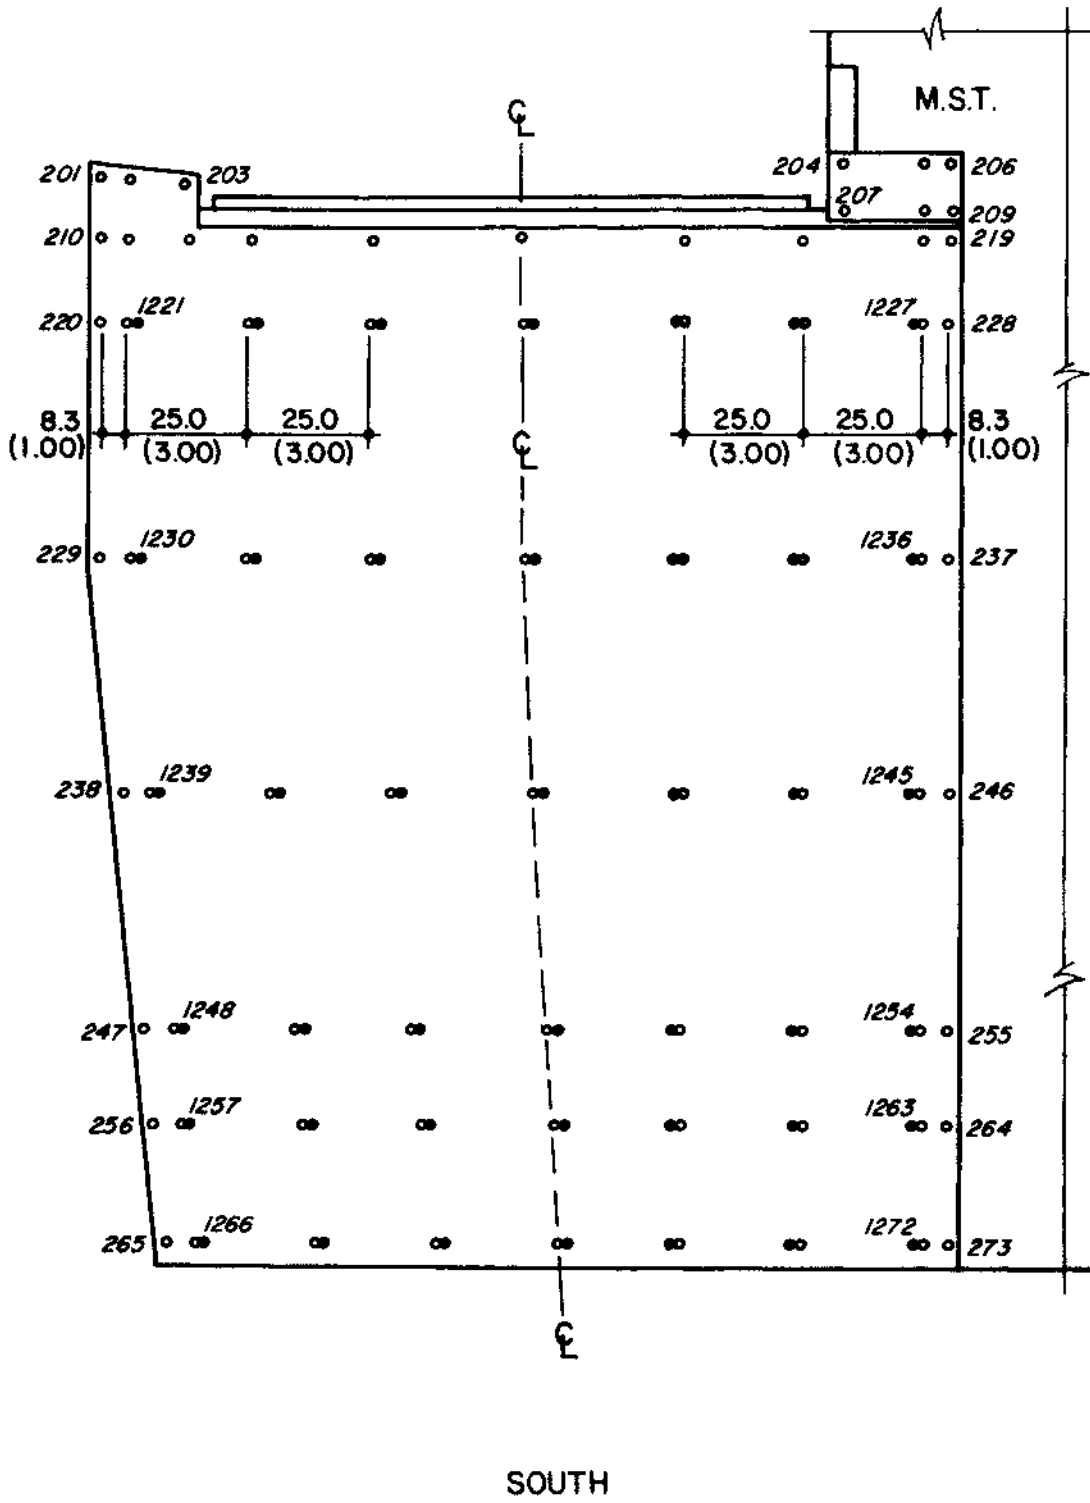 M.S.T.
℄
201 203 204 206
207 209
210 219
220 1221 1227 228
8.3 25.0 25.0 25.0 25.0 8.3
(1.00) (3.00) (3.00) ℄ (3.00) (3.00) (1.00)
229 1230 1236 237
238 1239 1245 246
247 1248 1254 255
256 1257 1263 264
265 1266 1272 273
℄
SOUTH